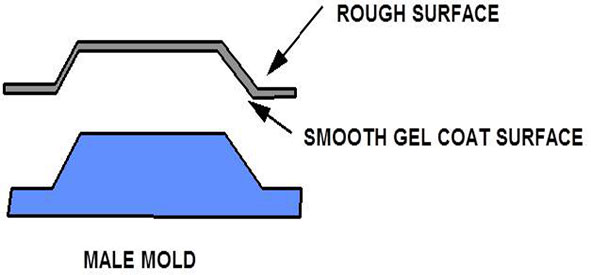 ROUGH SURFACE
SMOOTH GEL COAT SURFACE
MALE MOLD